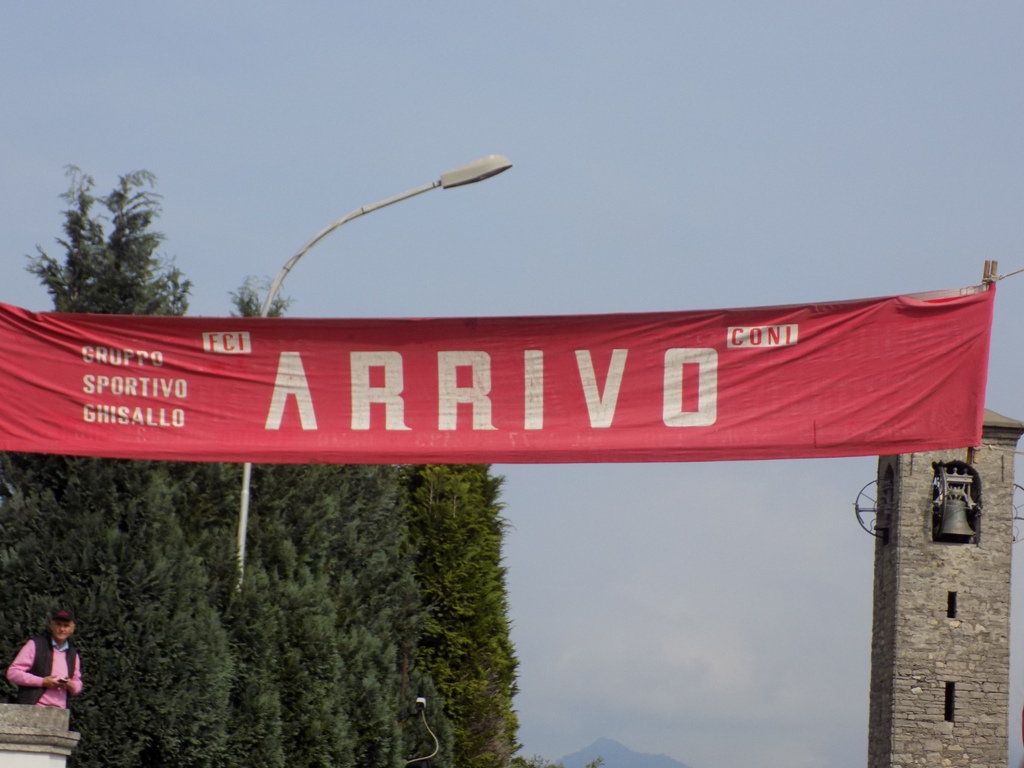 GRUPPO
SPORTIVO
GHISALLO
FCI
ARRIVO
CONI